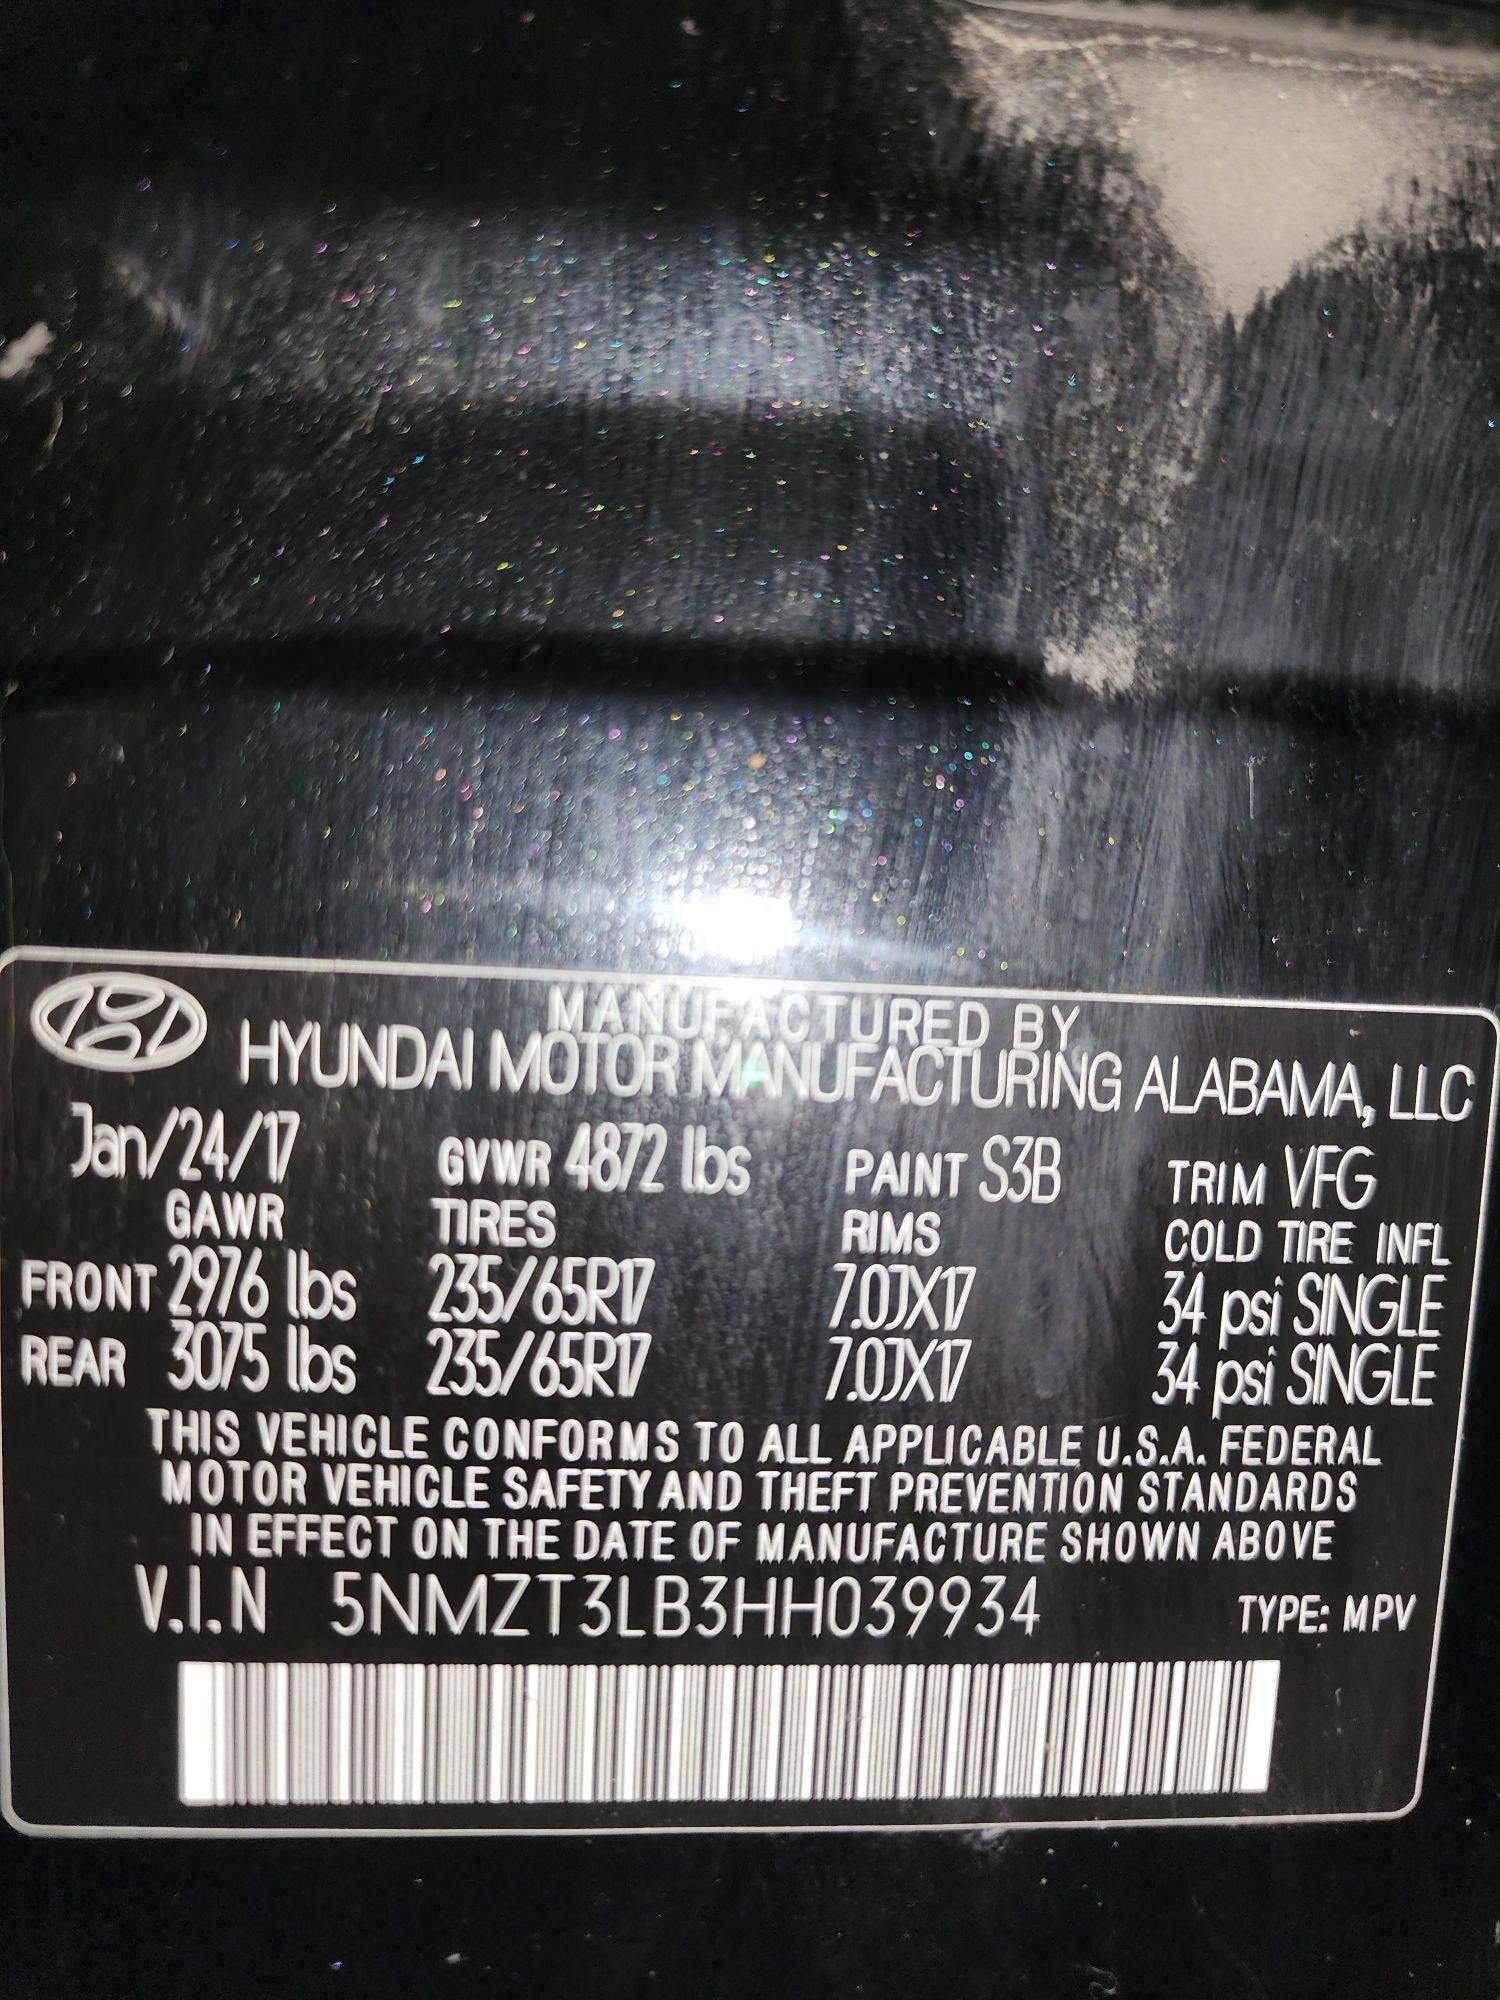 MANUFACTURED BY
HYUNDAI MOTOR MANUFACTURING ALABAMA, LLC
Jan/24/17 GVWR 4872 lbs PAINT S3B TRIM VFG
GAWR TIRES RIMS COLD TIRE INFL
FRONT 2976 lbs 235/65R17 7.0JX17 34 psi SINGLE
REAR 3075 lbs 235/65R17 7.0JX17 34 psi SINGLE
THIS VEHICLE CONFORMS TO ALL APPLICABLE U.S.A. FEDERAL
MOTOR VEHICLE SAFETY AND THEFT PREVENTION STANDARDS
IN EFFECT ON THE DATE OF MANUFACTURE SHOWN ABOVE
V.I.N 5NMZT3LB3HH039934 TYPE: MPV